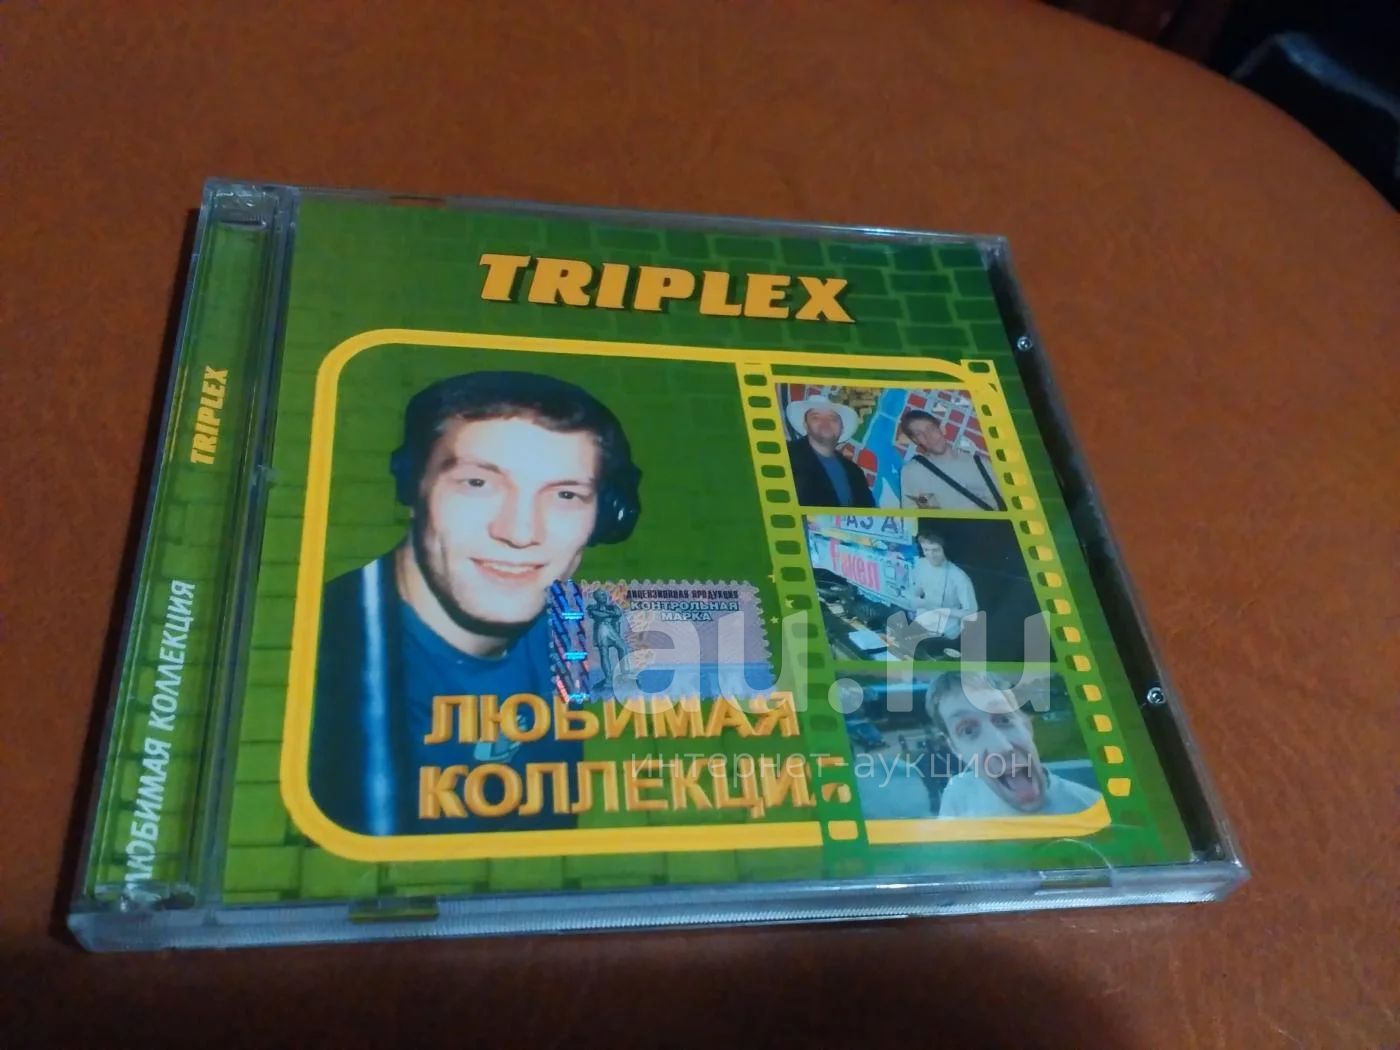 TRIPLEX
TRIPLEX
ЛЮБИМАЯ КОЛЛЕКЦИЯ
ЛИЦЕНЗИОННАЯ ПРОДУКЦИЯ
КОНТРОЛЬНАЯ
МАРКА
Факел
ЛЮБИМАЯ
КОЛЛЕКЦИЯ
au.ru
интернет-аукцион